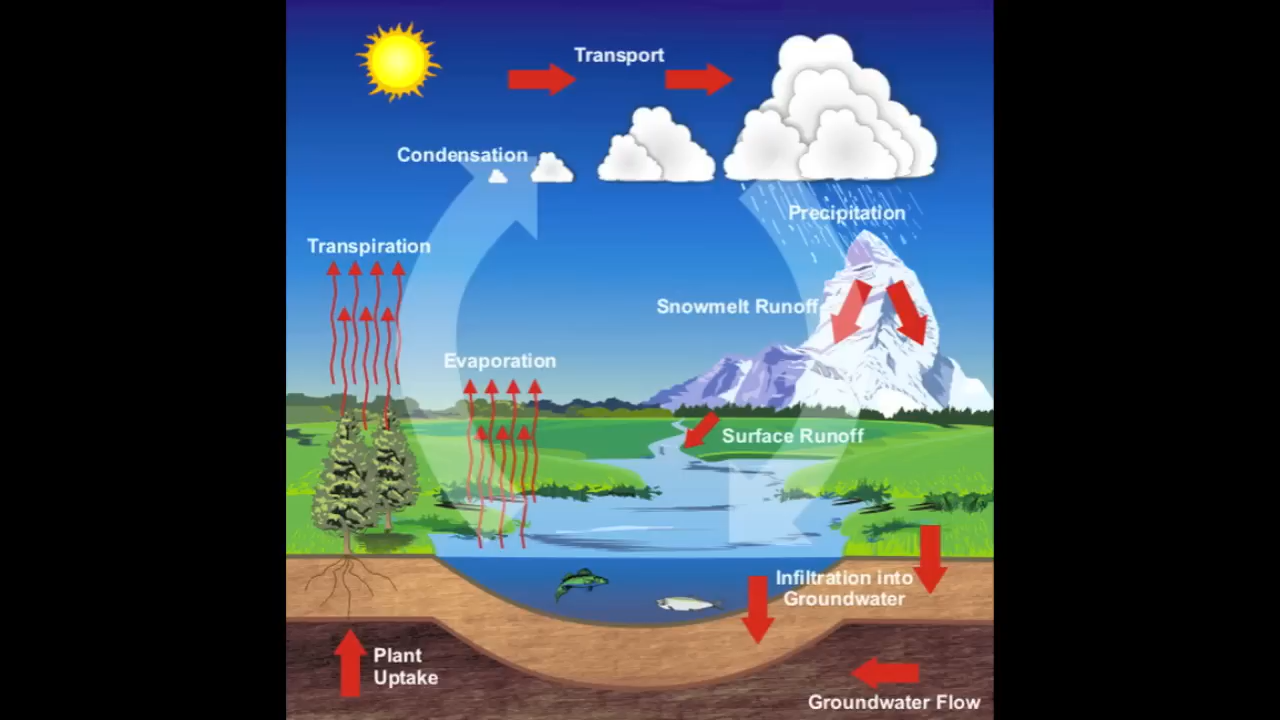 Transport
Condensation
Precipitation
Transpiration
Snowmelt Runoff
Evaporation
Surface Runoff
Infiltration into
Groundwater
Plant
Uptake
Groundwater Flow